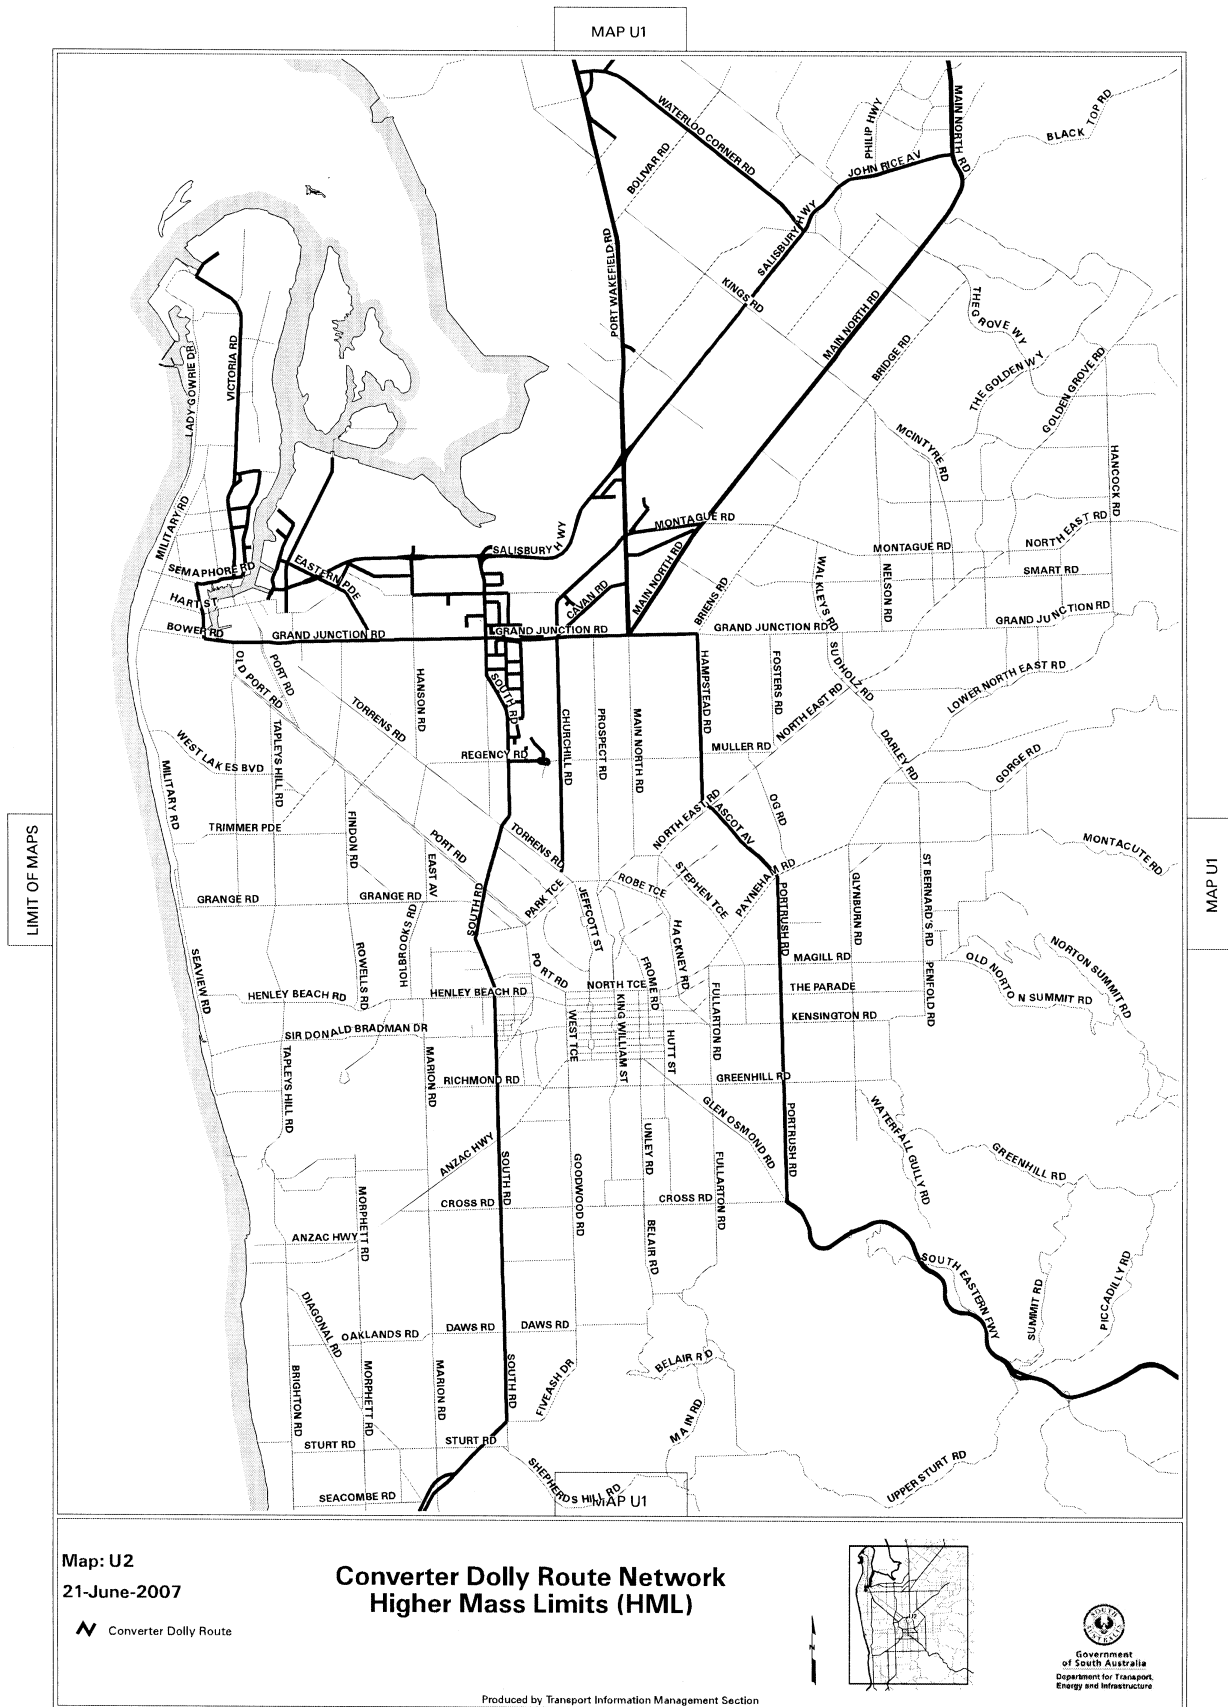 MAP U1
WATERLOO CORNER RD
BOLIVAR RD
PHILIP HWY
MAIN NORTH RD
BLACK TOP RD
JOHN RICE AV
PORT WAKEFIELD RD
SALISBURY HWY
KINGS RD
MAIN NORTH RD
BRIDGE RD
THE GROVE WY
THE GOLDEN WY
GOLDEN GROVE RD
LADY GOWRIE DR
VICTORIA RD
MCINTYRE RD
HANCOCK RD
MILITARY RD
MONTAGUE RD
MONTAGUE RD
NORTH EAST RD
SALISBURY HWY
SEMAPHORE RD
EASTERN PDE
SMART RD
HART ST
CAVAN RD
MAIN NORTH RD
BRIENS RD
WALKLEYS RD
NELSON RD
BOWER RD
GRAND JUNCTION RD
GRAND JUNCTION RD
GRAND JUNCTION RD
GRAND JUNCTION RD
OLD PORT RD
PORT RD
TORRENS RD
HANSON RD
SOUTH RD
HAMPSTEAD RD
FOSTERS RD
SUDHOLZ RD
NORTH EAST RD
LOWER NORTH EAST RD
WEST LAKES BVD
TAPLEYS HILL RD
REGENCY RD
CHURCHILL RD
PROSPECT RD
MAIN NORTH RD
MULLER RD
DARLEY RD
GORGE RD
MILITARY RD
TRIMMER PDE
FINDON RD
PORT RD
TORRENS RD
NORTH EAST RD
ASCOT AV
OG RD
MONTACUTE RD
LIMIT OF MAPS
MAP U1
EAST AV
GRANGE RD
GRANGE RD
SOUTH RD
PARK TCE
JEFFCOTT ST
ROBE TCE
STEPHEN TCE
PAYNEHAM RD
PORTRUSH RD
GLYNBURN RD
ST BERNARD'S RD
HOLBROOKS RD
ROWELLS RD
SEAVIEW RD
HACKNEY RD
MAGILL RD
OLD NORTON SUMMIT RD
NORTON SUMMIT RD
HENLEY BEACH RD
HENLEY BEACH RD
PORT RD
NORTH TCE
FROME RD
FULLARTON RD
THE PARADE
PENFOLD RD
SIR DONALD BRADMAN DR
WEST TCE
KING WILLIAM ST
HUTT ST
KENSINGTON RD
TAPLEYS HILL RD
MARION RD
RICHMOND RD
GREENHILL RD
GLEN OSMOND RD
WATERFALL GULLY RD
ANZAC HWY
SOUTH RD
GOODWOOD RD
UNLEY RD
FULLARTON RD
PORTRUSH RD
GREENHILL RD
MORPHETT RD
CROSS RD
CROSS RD
ANZAC HWY
BELAIR RD
SOUTH EASTERN FWY
SUMMIT RD
PICCADILLY RD
DIAGONAL RD
OAKLANDS RD
DAWS RD
DAWS RD
BELAIR RD
BRIGHTON RD
MORPHETT RD
MARION RD
SOUTH RD
FIVEASH DR
MAIN RD
STURT RD
STURT RD
SHEPHERDS HILL RD
UPPER STURT RD
SEACOMBE RD
MAP U1
Map: U2
21-June-2007
Converter Dolly Route
Converter Dolly Route Network
Higher Mass Limits (HML)
N
SOUTH
AUSTRALIA
Government
of South Australia
Department for Transport,
Energy and Infrastructure
Produced by Transport Information Management Section